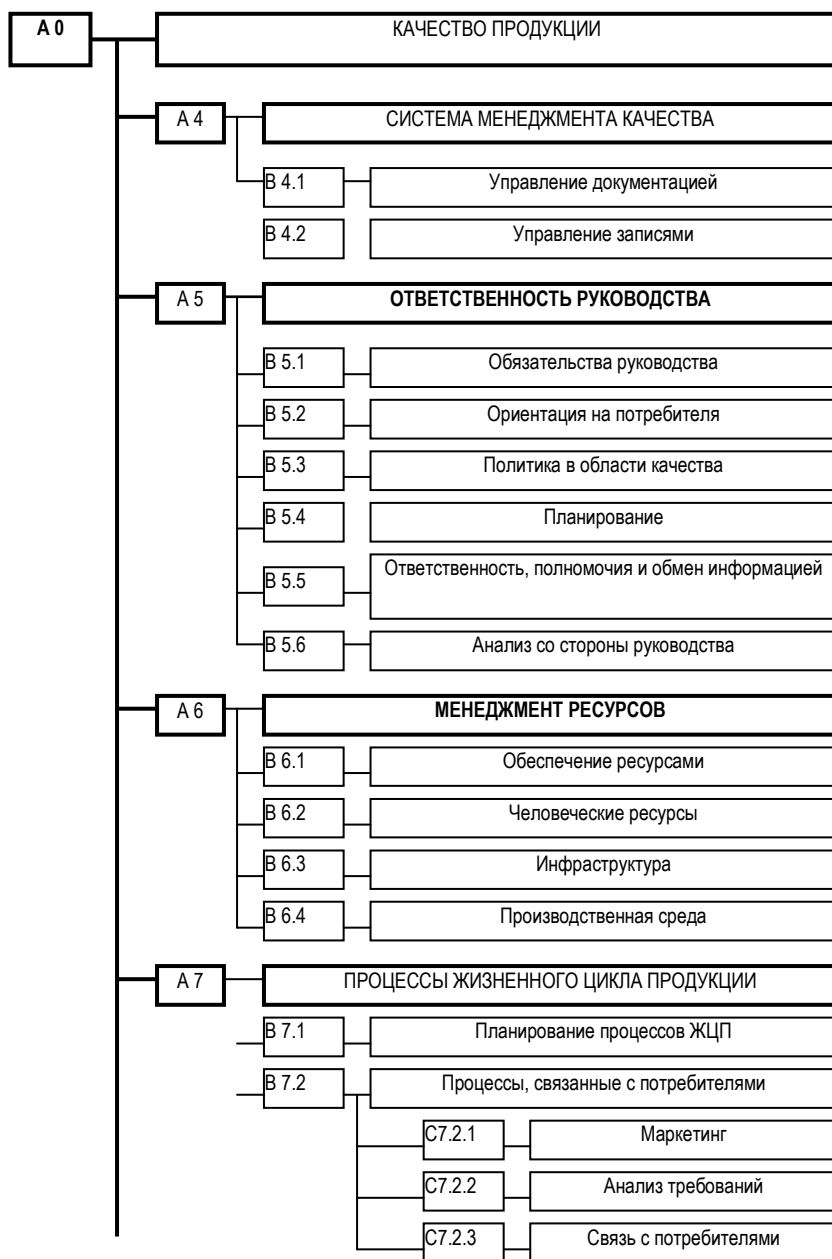 А 0 КАЧЕСТВО ПРОДУКЦИИ
А 4 СИСТЕМА МЕНЕДЖМЕНТА КАЧЕСТВА
В 4.1 Управление документацией
В 4.2 Управление записями
А 5 ОТВЕТСТВЕННОСТЬ РУКОВОДСТВА
В 5.1 Обязательства руководства
В 5.2 Ориентация на потребителя
В 5.3 Политика в области качества
В 5.4 Планирование
В 5.5 Ответственность, полномочия и обмен информацией
В 5.6 Анализ со стороны руководства
А 6 МЕНЕДЖМЕНТ РЕСУРСОВ
В 6.1 Обеспечение ресурсами
В 6.2 Человеческие ресурсы
В 6.3 Инфраструктура
В 6.4 Производственная среда
А 7 ПРОЦЕССЫ ЖИЗНЕННОГО ЦИКЛА ПРОДУКЦИИ
В 7.1 Планирование процессов ЖЦП
В 7.2 Процессы, связанные с потребителями
С7.2.1 Маркетинг
С7.2.2 Анализ требований
С7.2.3 Связь с потребителями